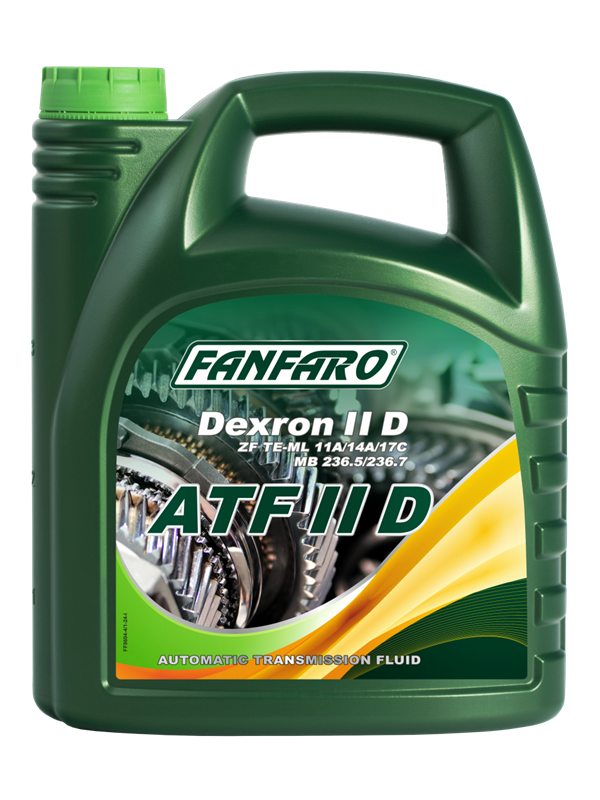 FANFARO®
Dexron II D
ZF TE-ML 11A/14A/17C
MB 236.5/236.7
ATF II D
AUTOMATIC TRANSMISSION FLUID